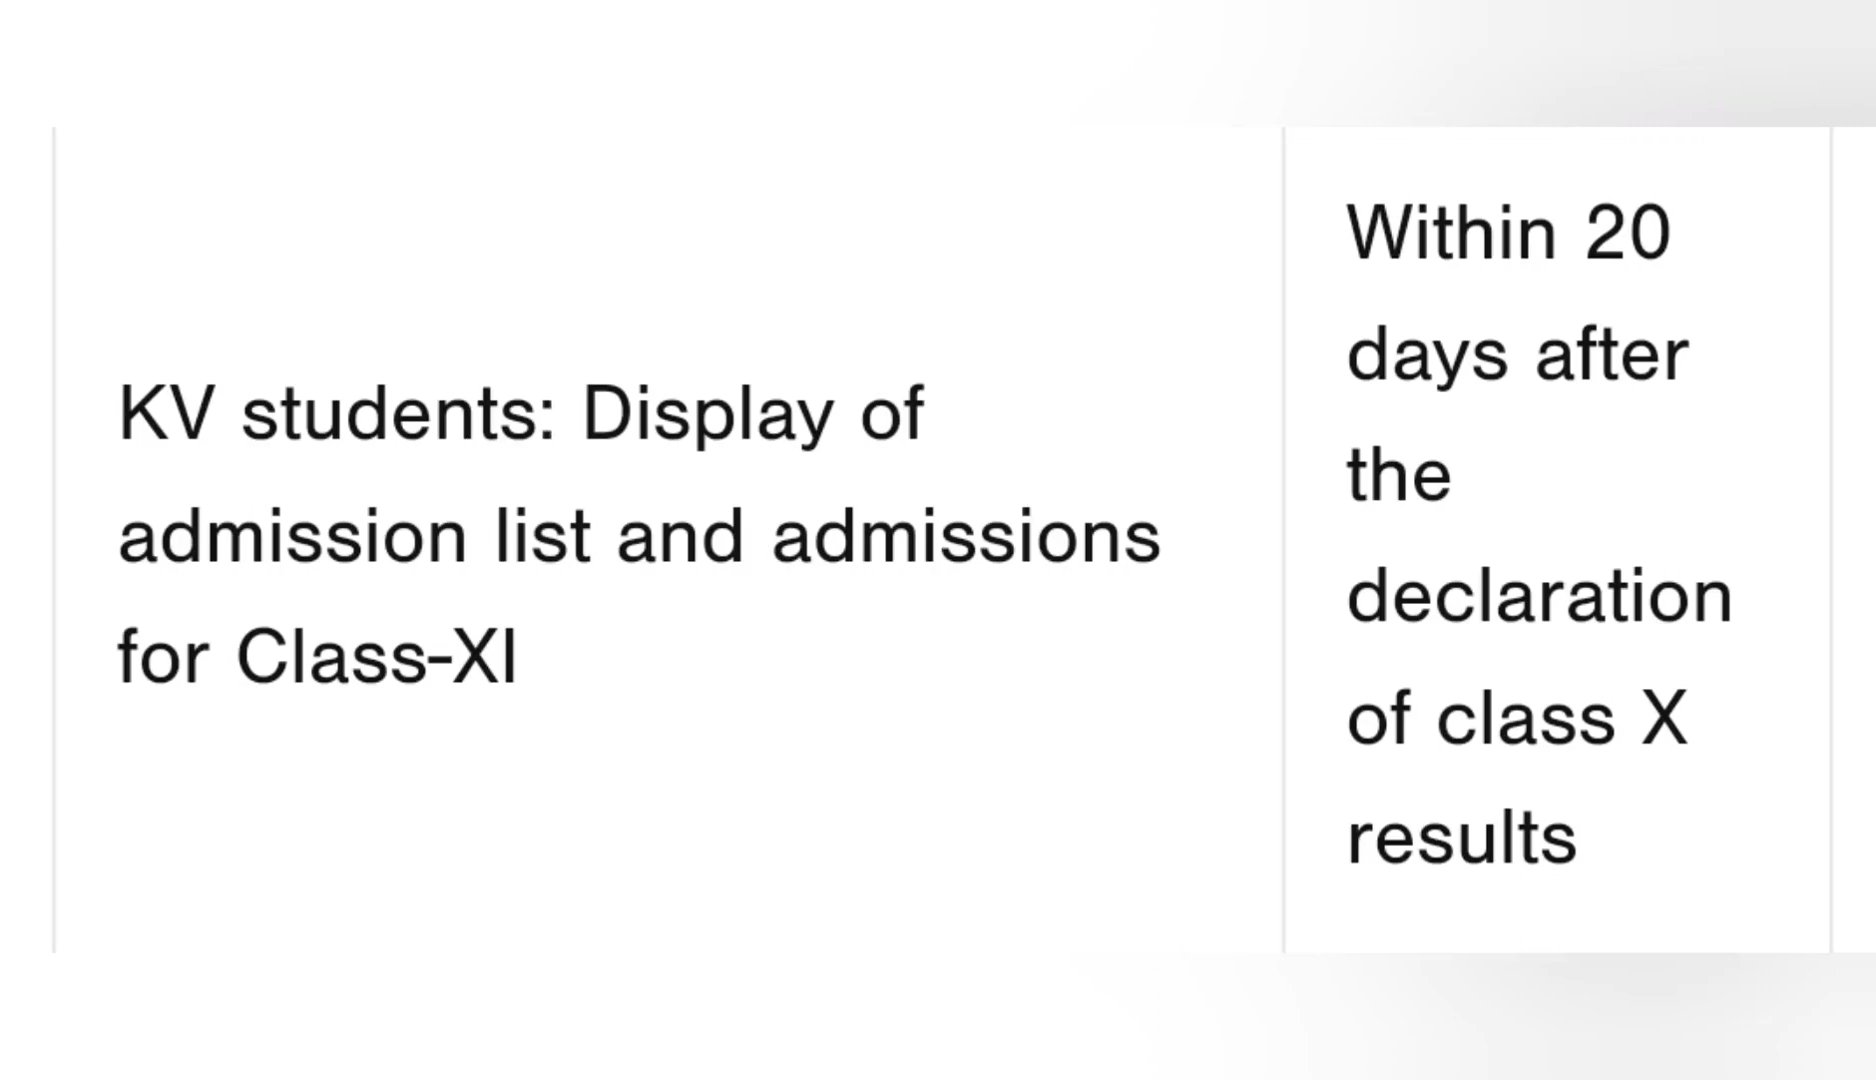 KV students: Display of
admission list and admissions
for Class-XI
Within 20
days after
the
declaration
of class X
results